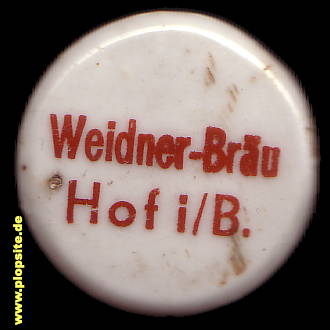 Weidner-Bräu
Hof i/B.
www.plopsite.de